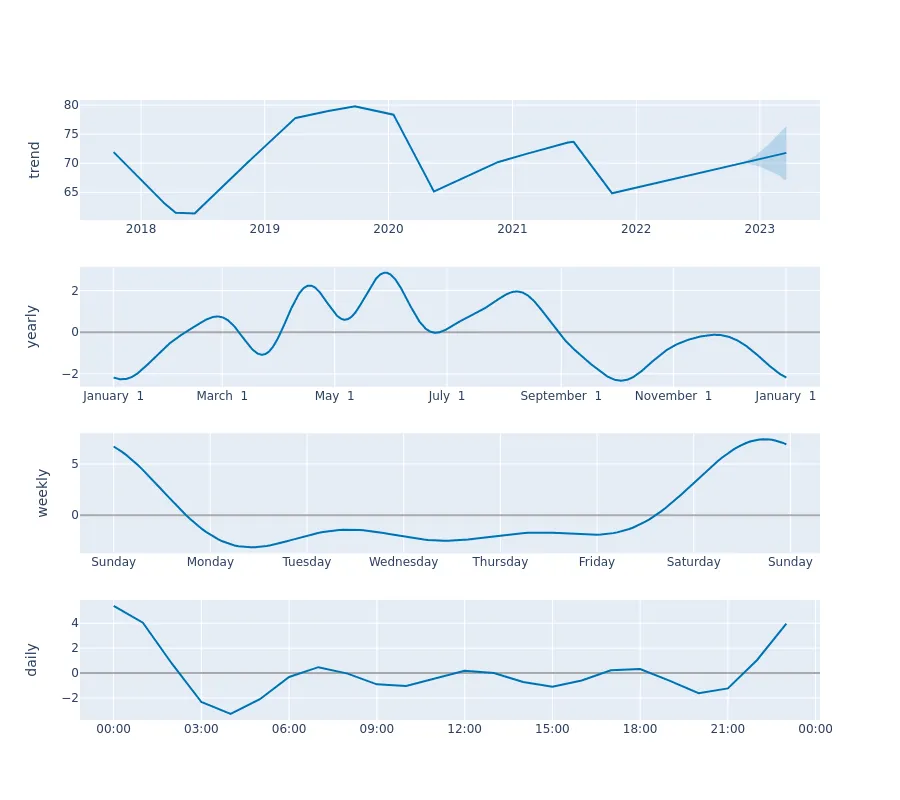 trend
80
75
70
65
2018 2019 2020 2021 2022 2023
yearly
2
0
−2
January 1 March 1 May 1 July 1 September 1 November 1 January 1
weekly
5
0
Sunday Monday Tuesday Wednesday Thursday Friday Saturday Sunday
daily
4
2
0
−2
00:00 03:00 06:00 09:00 12:00 15:00 18:00 21:00 00:00